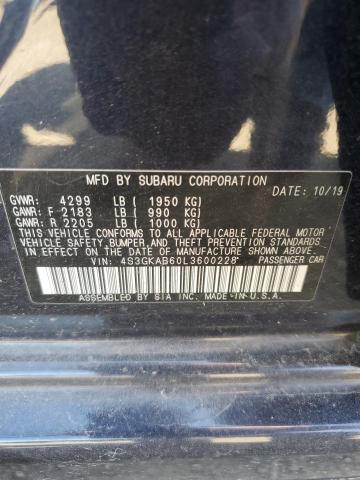 MFD BY SUBARU CORPORATION
GVWR: 4299 LB ( 1950 KG) DATE: 10/19
GAWR: F 2183 LB ( 990 KG)
GAWR: R 2205 LB ( 1000 KG)
THIS VEHICLE CONFORMS TO ALL APPLICABLE FEDERAL MOTOR
VEHICLE SAFETY, BUMPER, AND THEFT PREVENTION STANDARDS
IN EFFECT ON THE DATE OF MANUFACTURE SHOWN ABOVE.
VIN: 4S3GKAB60L3600228* PASSENGER CAR
ASSEMBLED BY SIA INC. MADE IN U.S.A.